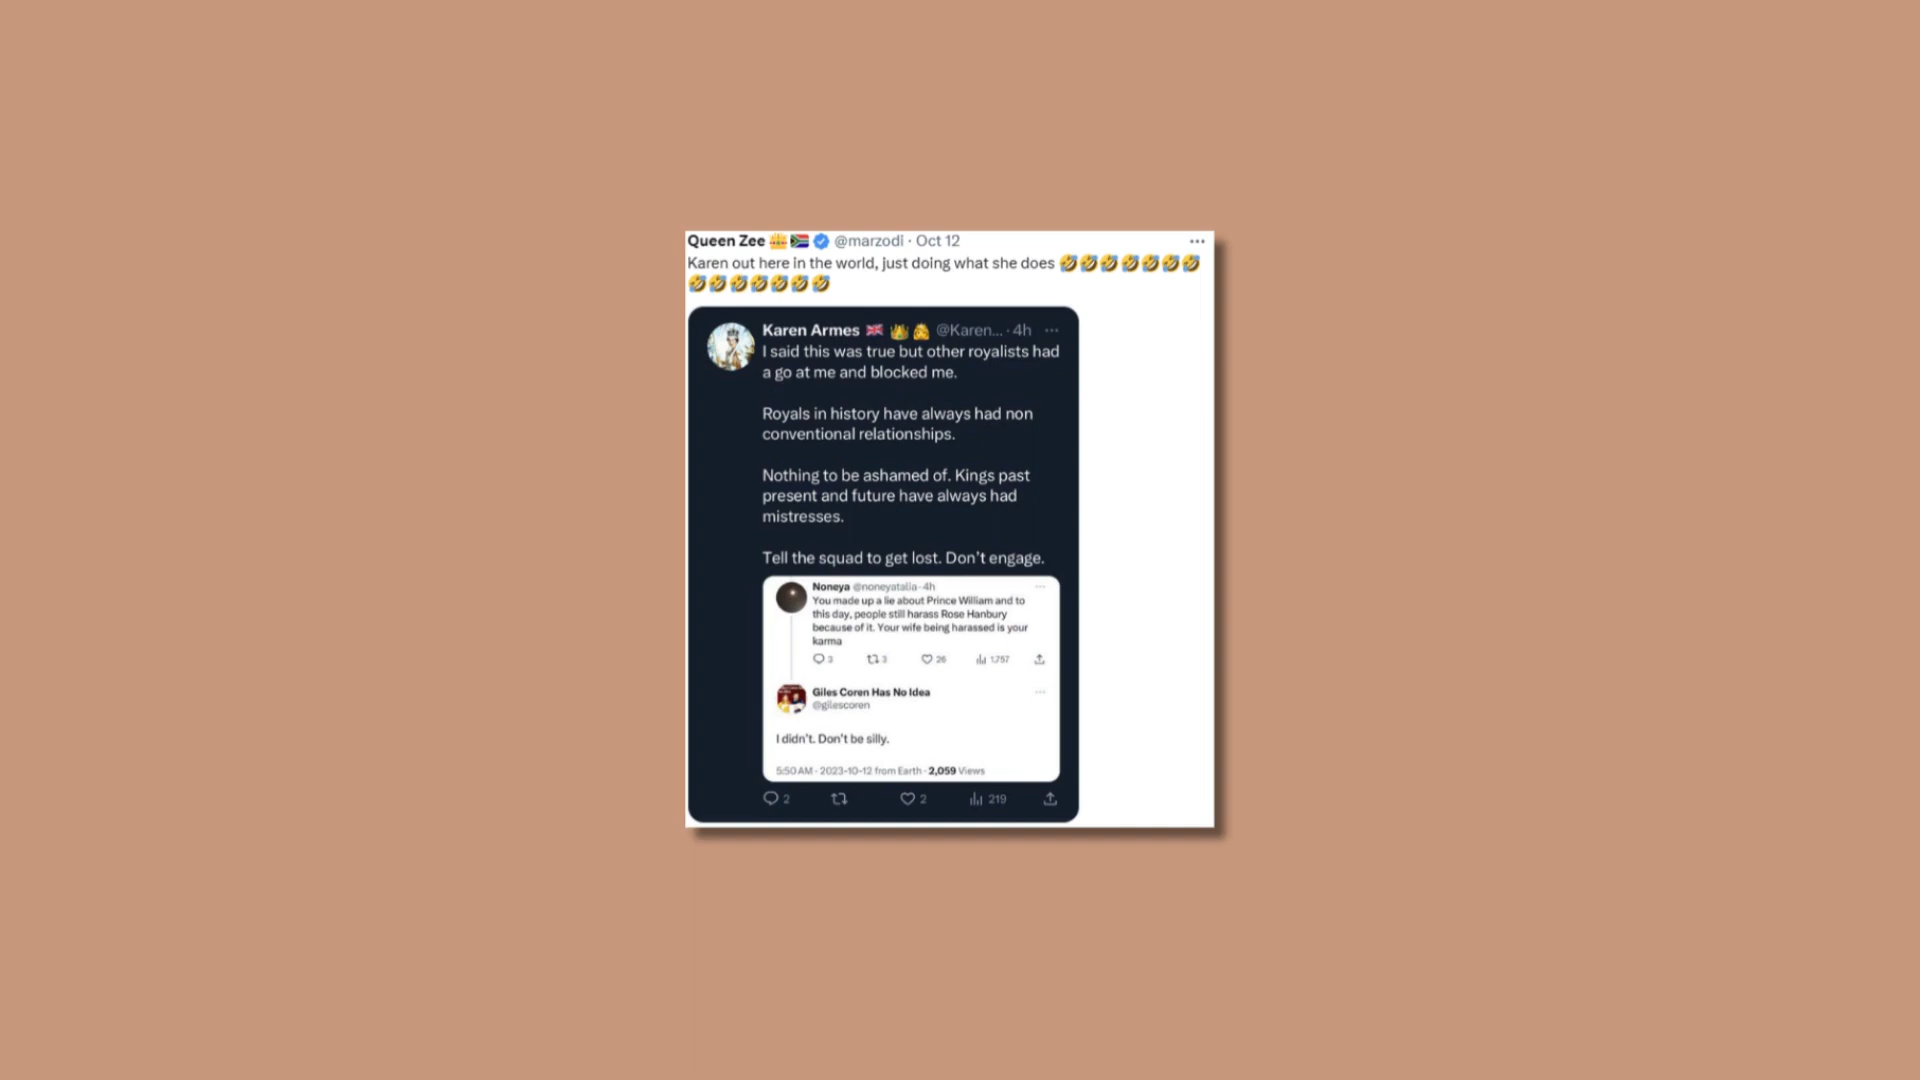 Queen Zee 👑🇿🇦 @marzodi · Oct 12
Karen out here in the world, just doing what she does 🤣🤣🤣🤣🤣🤣🤣
🤣🤣🤣🤣🤣🤣🤣
Karen Armes 🇬🇧 👑 👸 @Karen... · 4h
I said this was true but other royalists had
a go at me and blocked me.
Royals in history have always had non
conventional relationships.
Nothing to be ashamed of. Kings past
present and future have always had
mistresses.
Tell the squad to get lost. Don't engage.
Noneya @noneyatalia · 4h
You made up a lie about Prince William and to
this day, people still harass Rose Hanbury
because of it. Your wife being harassed is your
karma
3 3 26 1,757
Giles Coren Has No Idea
@gilescoren
I didn't. Don't be silly.
5:50 AM · 2023-10-12 from Earth · 2,059 Views
2 2 219